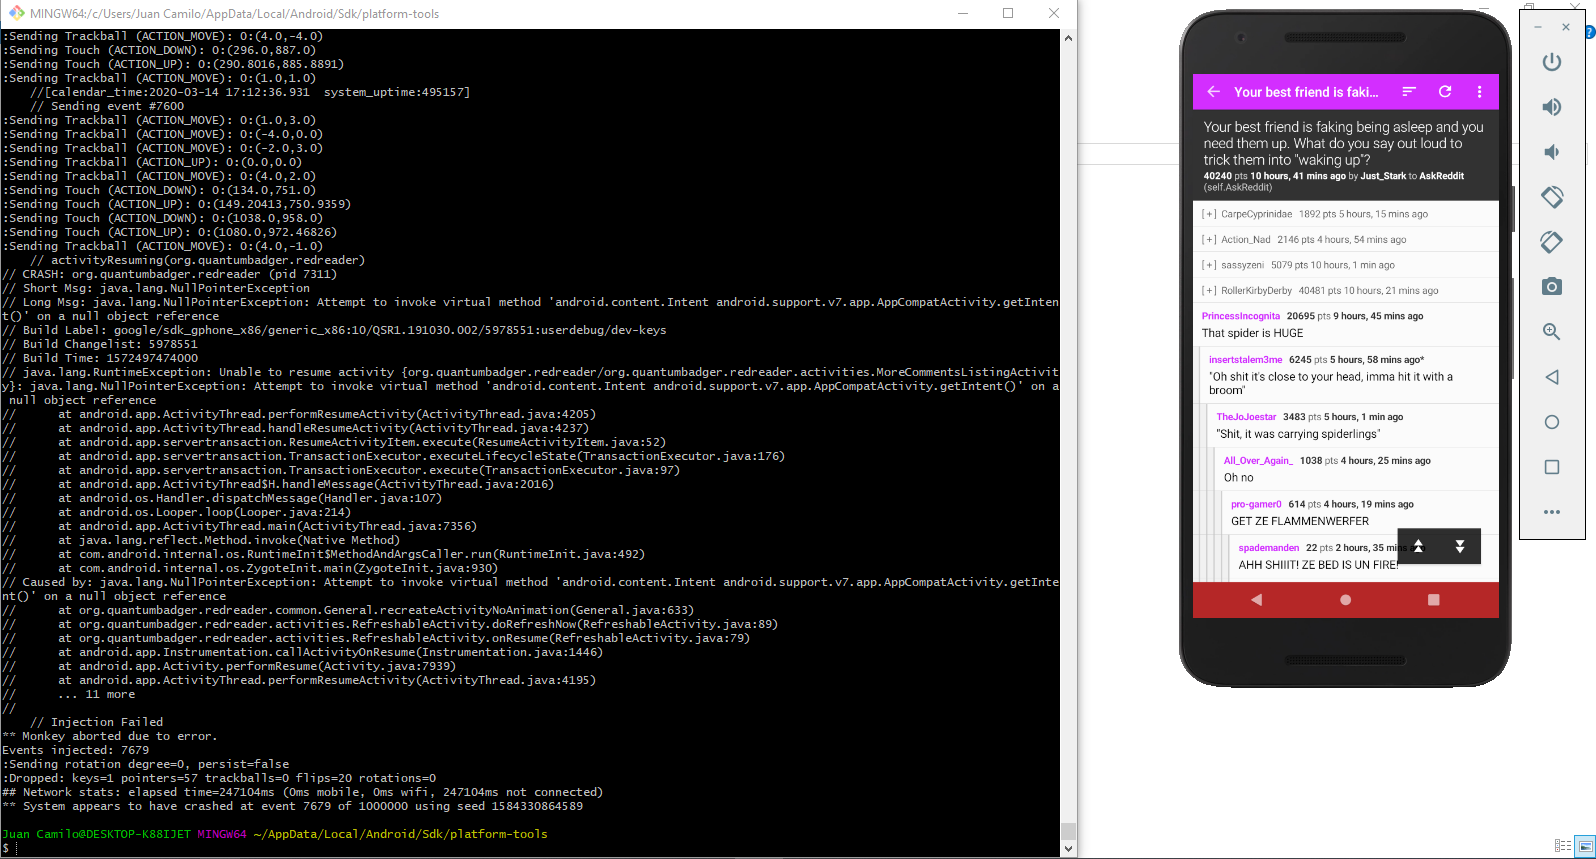 MINGW64:/c/Users/Juan Camilo/AppData/Local/Android/Sdk/platform-tools
:Sending Trackball (ACTION_MOVE): 0:(4.0,-4.0)
:Sending Touch (ACTION_DOWN): 0:(296.0,887.0)
:Sending Touch (ACTION_UP): 0:(290.8016,885.8891)
:Sending Trackball (ACTION_MOVE): 0:(1.0,1.0)
    //[calendar_time:2020-03-14 17:12:36.931  system_uptime:495157]
    // Sending event #7600
:Sending Trackball (ACTION_MOVE): 0:(1.0,3.0)
:Sending Trackball (ACTION_MOVE): 0:(-4.0,0.0)
:Sending Trackball (ACTION_MOVE): 0:(-2.0,3.0)
:Sending Trackball (ACTION_UP): 0:(0.0,0.0)
:Sending Trackball (ACTION_MOVE): 0:(4.0,2.0)
:Sending Touch (ACTION_DOWN): 0:(134.0,751.0)
:Sending Touch (ACTION_UP): 0:(149.20413,750.9359)
:Sending Touch (ACTION_DOWN): 0:(1038.0,958.0)
:Sending Touch (ACTION_UP): 0:(1080.0,972.46826)
:Sending Trackball (ACTION_MOVE): 0:(4.0,-1.0)
    // activityResuming(org.quantumbadger.redreader)
// CRASH: org.quantumbadger.redreader (pid 7311)
// Short Msg: java.lang.NullPointerException
// Long Msg: java.lang.NullPointerException: Attempt to invoke virtual method 'android.content.Intent android.support.v7.app.AppCompatActivity.getInten
t()' on a null object reference
// Build Label: google/sdk_gphone_x86/generic_x86:10/QSR1.191030.002/5978551:userdebug/dev-keys
// Build Changelist: 5978551
// Build Time: 1572497474000
// java.lang.RuntimeException: Unable to resume activity {org.quantumbadger.redreader/org.quantumbadger.redreader.activities.MoreCommentsListingActivit
y}: java.lang.NullPointerException: Attempt to invoke virtual method 'android.content.Intent android.support.v7.app.AppCompatActivity.getIntent()' on a
 null object reference
//      at android.app.ActivityThread.performResumeActivity(ActivityThread.java:4205)
//      at android.app.ActivityThread.handleResumeActivity(ActivityThread.java:4237)
//      at android.app.servertransaction.ResumeActivityItem.execute(ResumeActivityItem.java:52)
//      at android.app.servertransaction.TransactionExecutor.executeLifecycleState(TransactionExecutor.java:176)
//      at android.app.servertransaction.TransactionExecutor.execute(TransactionExecutor.java:97)
//      at android.app.ActivityThread$H.handleMessage(ActivityThread.java:2016)
//      at android.os.Handler.dispatchMessage(Handler.java:107)
//      at android.os.Looper.loop(Looper.java:214)
//      at android.app.ActivityThread.main(ActivityThread.java:7356)
//      at java.lang.reflect.Method.invoke(Native Method)
//      at com.android.internal.os.RuntimeInit$MethodAndArgsCaller.run(RuntimeInit.java:492)
//      at com.android.internal.os.ZygoteInit.main(ZygoteInit.java:930)
// Caused by: java.lang.NullPointerException: Attempt to invoke virtual method 'android.content.Intent android.support.v7.app.AppCompatActivity.getInte
nt()' on a null object reference
//      at org.quantumbadger.redreader.common.General.recreateActivityNoAnimation(General.java:633)
//      at org.quantumbadger.redreader.activities.RefreshableActivity.doRefreshNow(RefreshableActivity.java:89)
//      at org.quantumbadger.redreader.activities.RefreshableActivity.onResume(RefreshableActivity.java:79)
//      at android.app.Instrumentation.callActivityOnResume(Instrumentation.java:1446)
//      at android.app.Activity.performResume(Activity.java:7939)
//      at android.app.ActivityThread.performResumeActivity(ActivityThread.java:4195)
//      ... 11 more
//
    // Injection Failed
** Monkey aborted due to error.
Events injected: 7679
:Sending rotation degree=0, persist=false
:Dropped: keys=1 pointers=57 trackballs=0 flips=20 rotations=0
## Network stats: elapsed time=247104ms (0ms mobile, 0ms wifi, 247104ms not connected)
** System appears to have crashed at event 7679 of 1000000 using seed 1584330864589
Juan Camilo@DESKTOP-K88IJET MINGW64 ~/AppData/Local/Android/Sdk/platform-tools
$
Your best friend is faki...
Your best friend is faking being asleep and you
need them up. What do you say out loud to
trick them into "waking up"?
40240 pts 10 hours, 41 mins ago by Just_Stark to AskReddit
(self.AskReddit)
[+] CarpeCyprinidae 1892 pts 5 hours, 15 mins ago
[+] Action_Nad 2146 pts 4 hours, 54 mins ago
[+] sassyzeni 5079 pts 10 hours, 1 min ago
[+] RollerKirbyDerby 40481 pts 10 hours, 21 mins ago
PrincessIncognita 20695 pts 9 hours, 45 mins ago
That spider is HUGE
insertstalem3me 6245 pts 5 hours, 58 mins ago*
"Oh shit it's close to your head, imma hit it with a
broom"
TheJoJoestar 3483 pts 5 hours, 1 min ago
"Shit, it was carrying spiderlings"
All_Over_Again_ 1038 pts 4 hours, 25 mins ago
Oh no
pro-gamer0 614 pts 4 hours, 19 mins ago
GET ZE FLAMMENWERFER
spademanden 22 pts 2 hours, 35 mins
AHH SHIIIT! ZE BED IS UN FIRE!